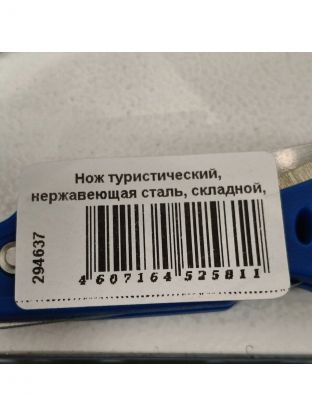 Нож туристический,
нержавеющая сталь, складной,
294637
4 607164 525811